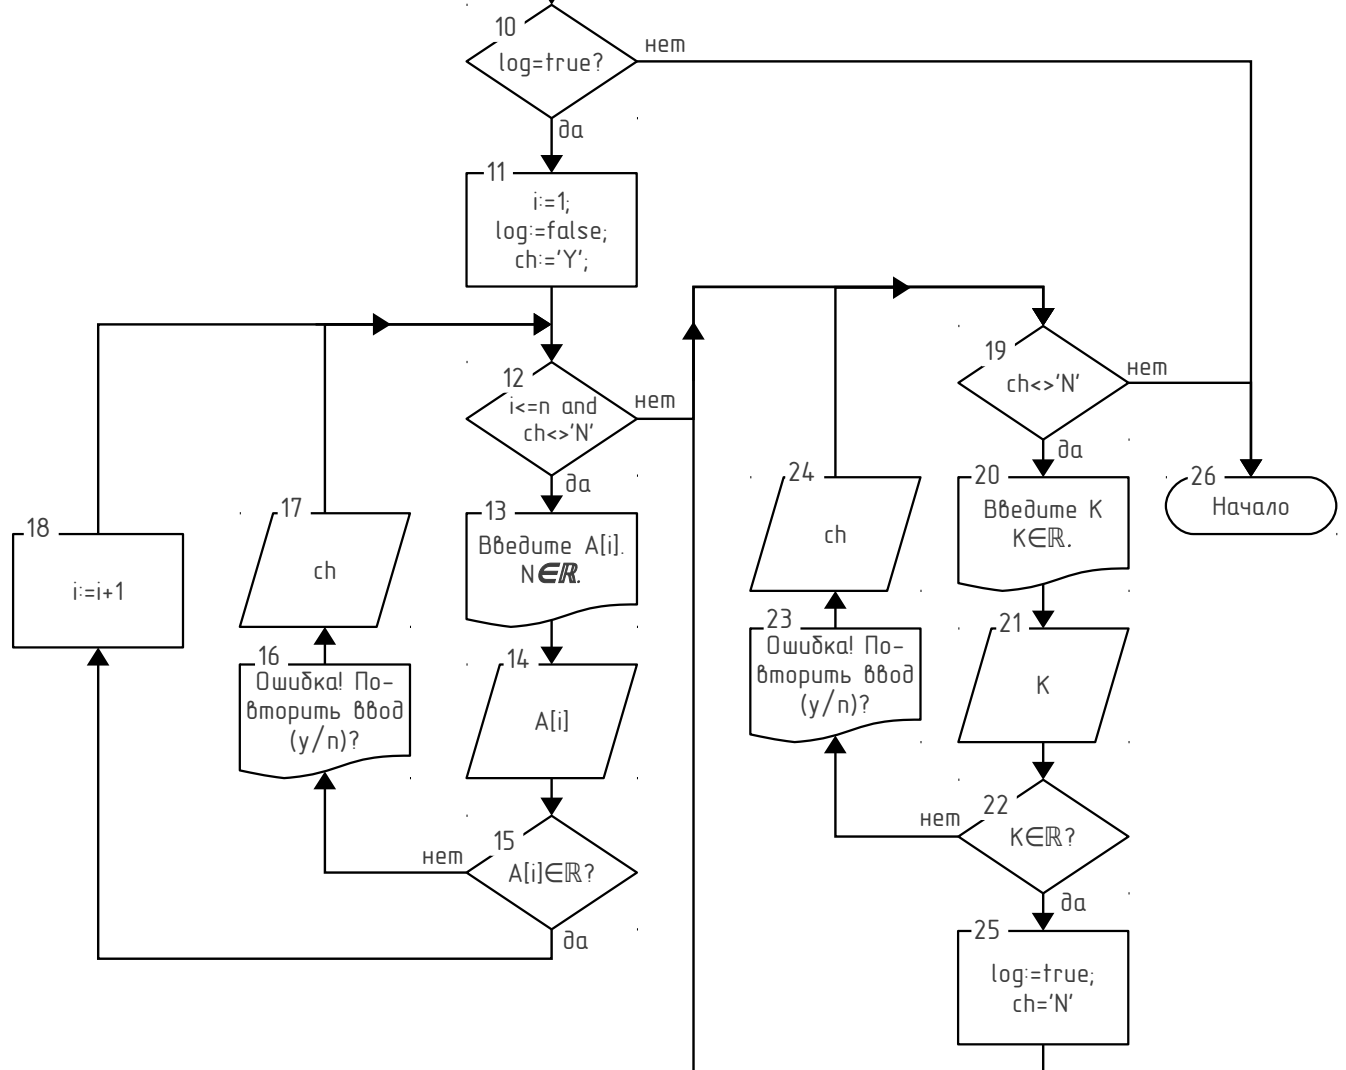 10
нет
log=true?
да
11
i:=1;
log:=false;
ch:='Y';
12
i<=n and
ch<>'N'
нет
да
13
Введите A[i].
N∈ℝ.
14
A[i]
15
A[i]∈ℝ?
нет
да
16
Ошибка! По-
вторить ввод
(y/n)?
17
ch
18
i:=i+1
19
ch<>'N'
нет
да
20
Введите K
K∈ℝ.
21
K
22
K∈ℝ?
нет
да
23
Ошибка! По-
вторить ввод
(y/n)?
24
ch
25
log:=true;
ch='N'
26
Начало